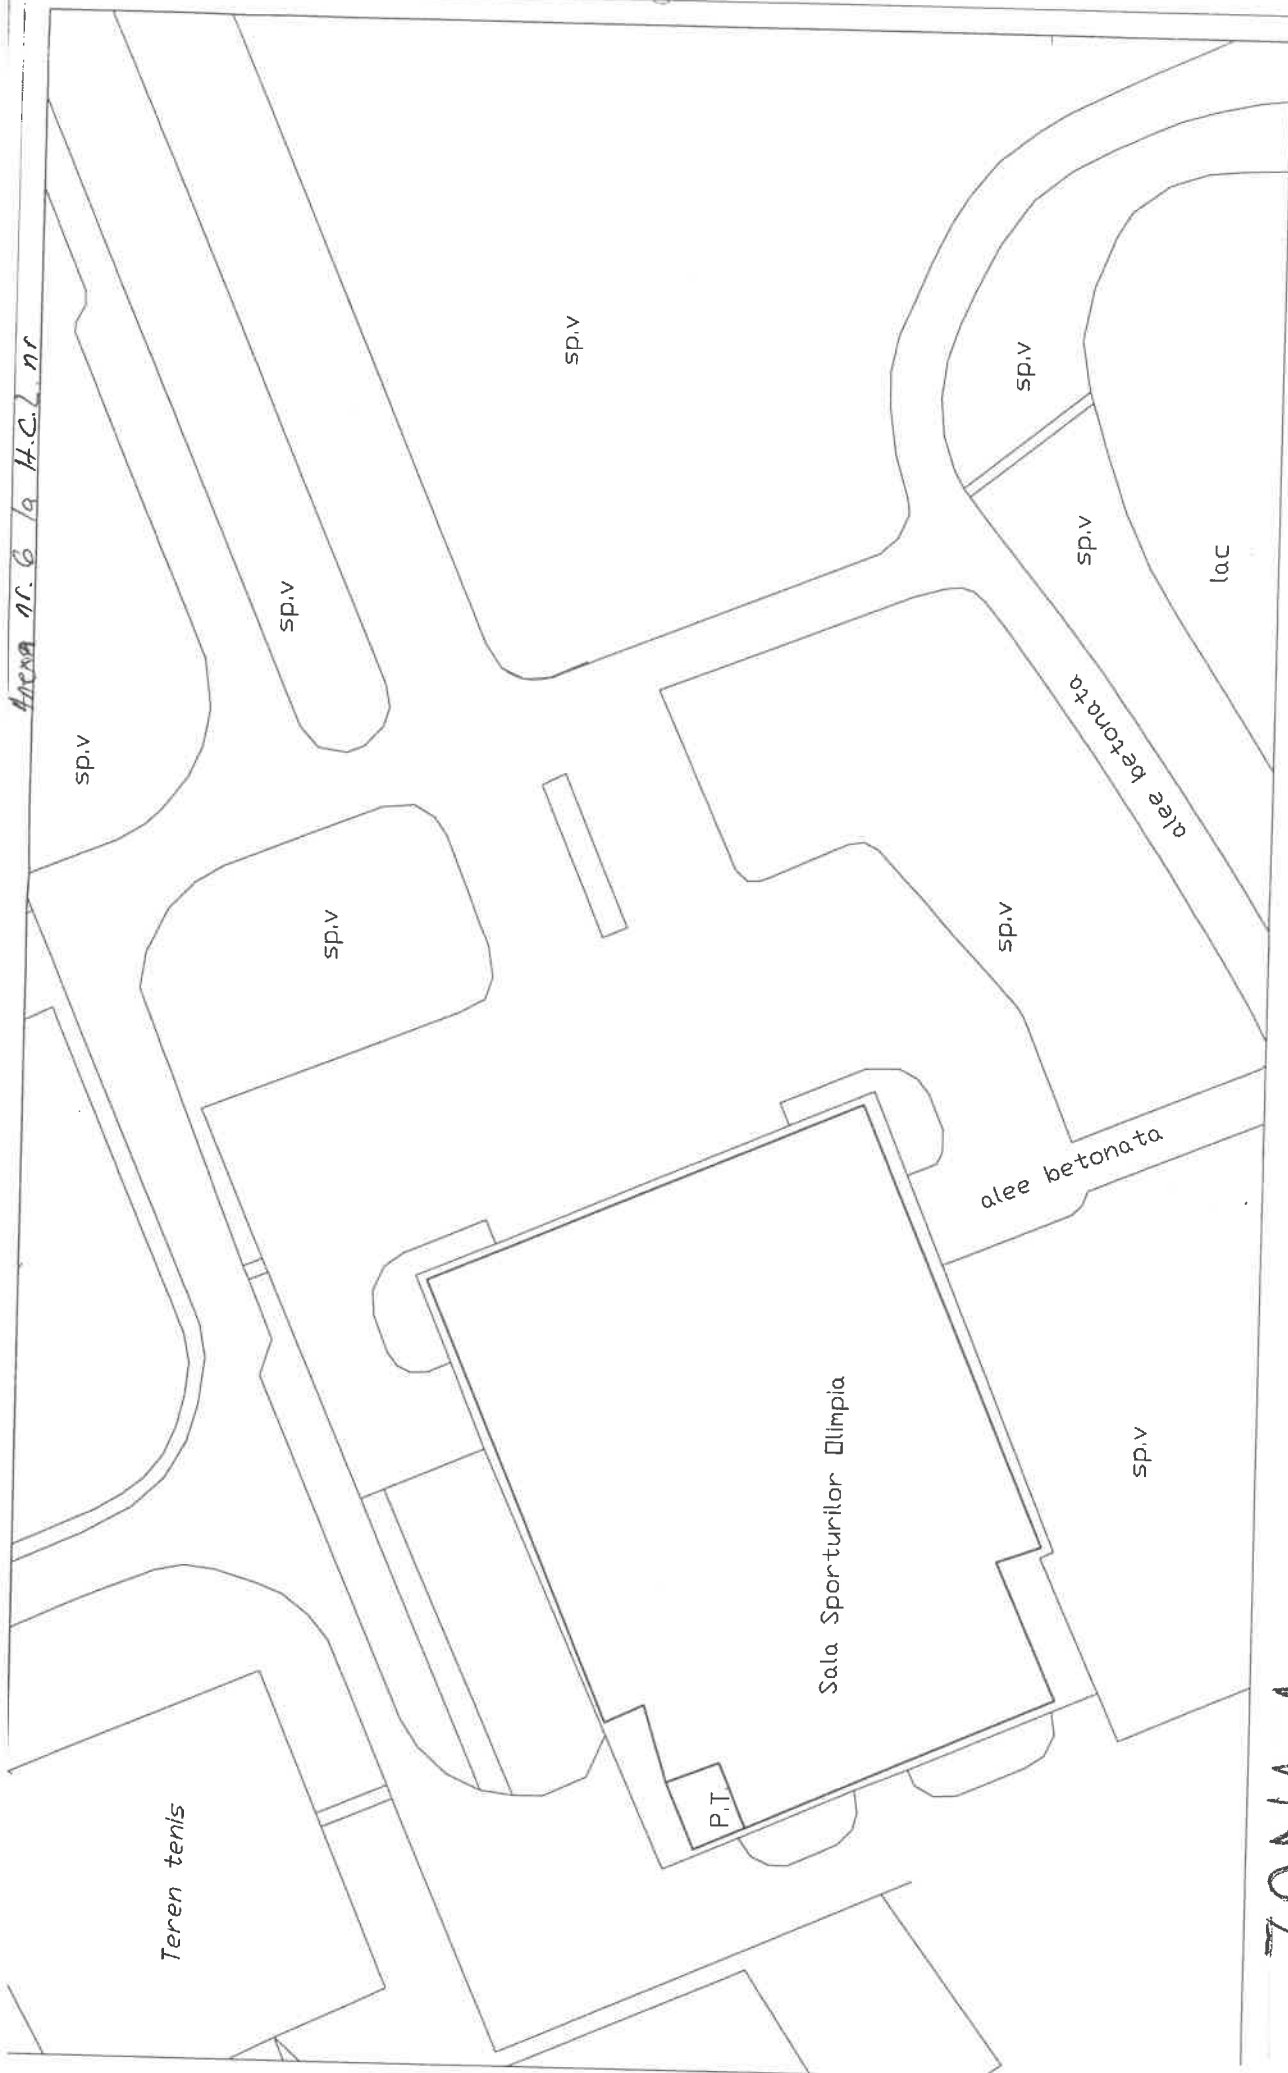 Anexa nr. 6 la H.C.L. nr
sp.v
sp.v
sp.v
sp.v
sp.v
sp.v
lac
alee betonata
sp.v
alee betonata
sp.v
Sala Sporturilor Olimpia
P.T.
Teren tenis